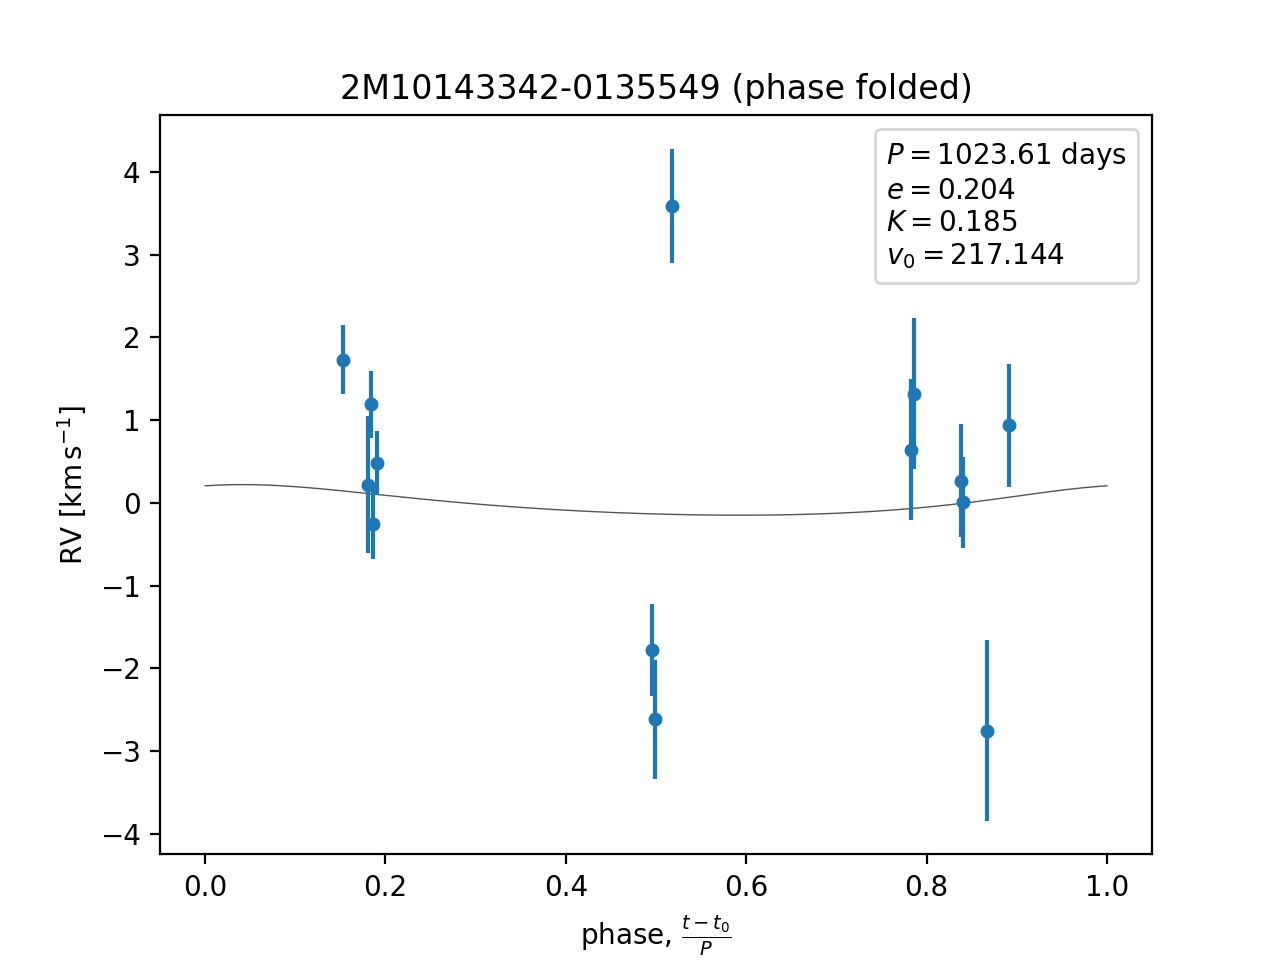 2M10143342-0135549 (phase folded)
P = 1023.61 days
e = 0.204
K = 0.185
v₀ = 217.144
RV [km s⁻¹]
4
3
2
1
0
−1
−2
−3
−4
0.0 0.2 0.4 0.6 0.8 1.0
phase, (t − t₀)/P